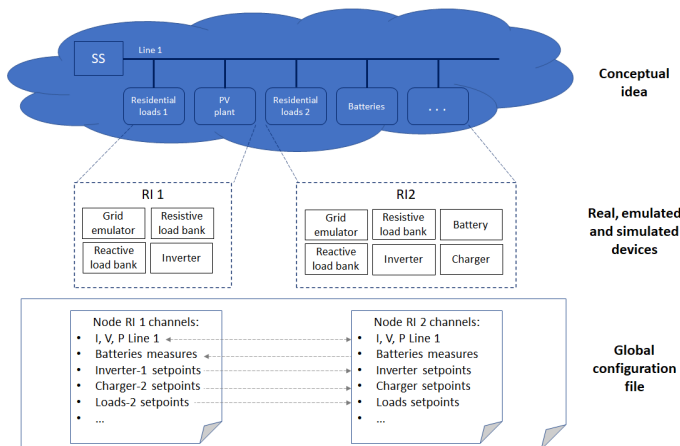 SS
Line 1
Residential
loads 1
PV
plant
Residential
loads 2
Batteries
. . .
Conceptual
idea
RI 1
Grid
emulator
Resistive
load bank
Reactive
load bank
Inverter
RI2
Grid
emulator
Resistive
load bank
Battery
Reactive
load bank
Inverter
Charger
Real, emulated
and simulated
devices
Node RI 1 channels:
• I, V, P Line 1
• Batteries measures
• Inverter-1 setpoints
• Charger-2 setpoints
• Loads-2 setpoints
• ...
Node RI 2 channels:
• I, V, P Line 1
• Batteries measures
• Inverter setpoints
• Charger setpoints
• Loads setpoints
• ...
Global
configuration
file